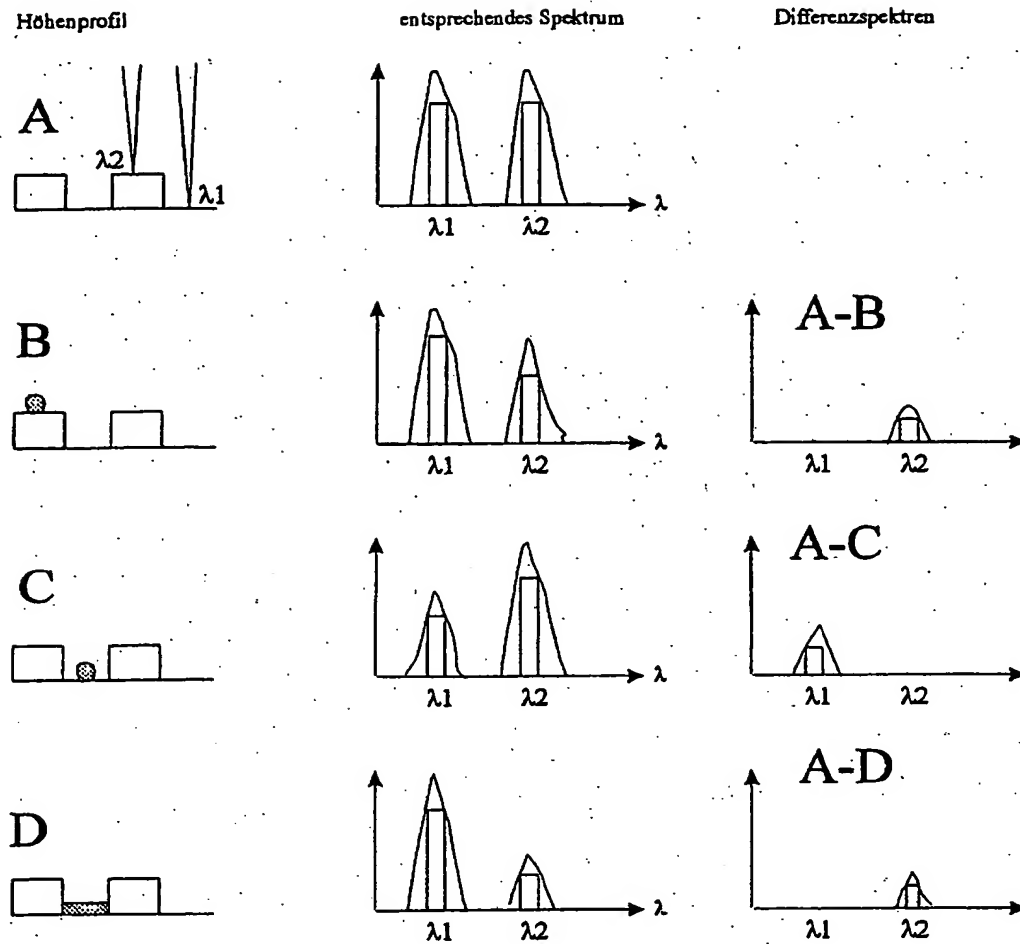 Höhenprofil entsprechendes Spektrum Differenzspektren
A
λ2
λ1
λ
λ1 λ2
B
A-B
λ
λ1 λ2
λ1 λ2
C
A-C
λ
λ1 λ2
λ1 λ2
D
A-D
λ
λ1 λ2
λ1 λ2